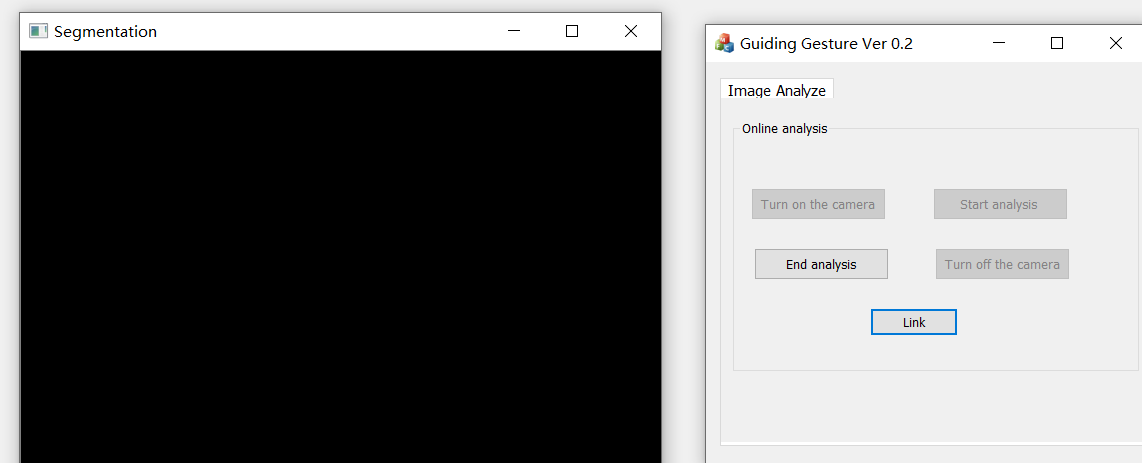 Segmentation
Guiding Gesture Ver 0.2
Image Analyze
Online analysis
Turn on the camera
Start analysis
End analysis
Turn off the camera
Link